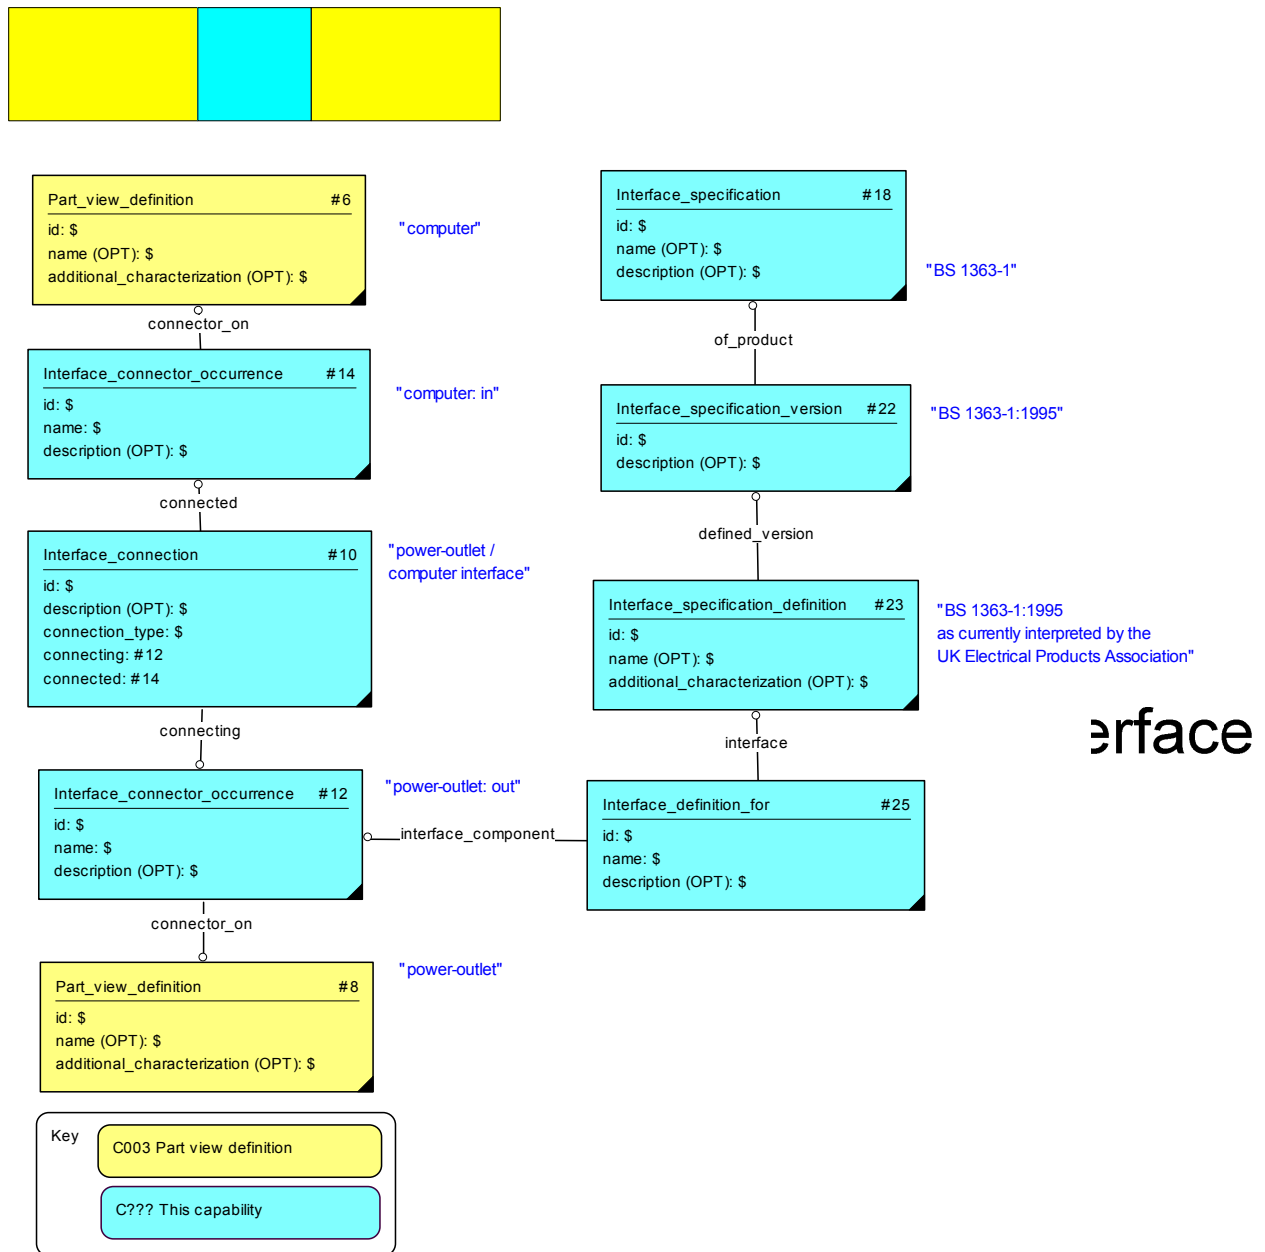 Part_view_definition #6
id: $
name (OPT): $
additional_characterization (OPT): $
"computer"
connector_on
Interface_connector_occurrence #14
id: $
name: $
description (OPT): $
"computer: in"
connected
Interface_connection #10
id: $
description (OPT): $
connection_type: $
connecting: #12
connected: #14
"power-outlet /
computer interface"
connecting
Interface_connector_occurrence #12
id: $
name: $
description (OPT): $
"power-outlet: out"
interface_component
connector_on
Part_view_definition #8
id: $
name (OPT): $
additional_characterization (OPT): $
"power-outlet"
Interface_specification #18
id: $
name (OPT): $
description (OPT): $
"BS 1363-1"
of_product
Interface_specification_version #22
id: $
description (OPT): $
"BS 1363-1:1995"
defined_version
Interface_specification_definition #23
id: $
name (OPT): $
additional_characterization (OPT): $
"BS 1363-1:1995
as currently interpreted by the
UK Electrical Products Association"
erface
interface
Interface_definition_for #25
id: $
name: $
description (OPT): $
Key
C003 Part view definition
C??? This capability